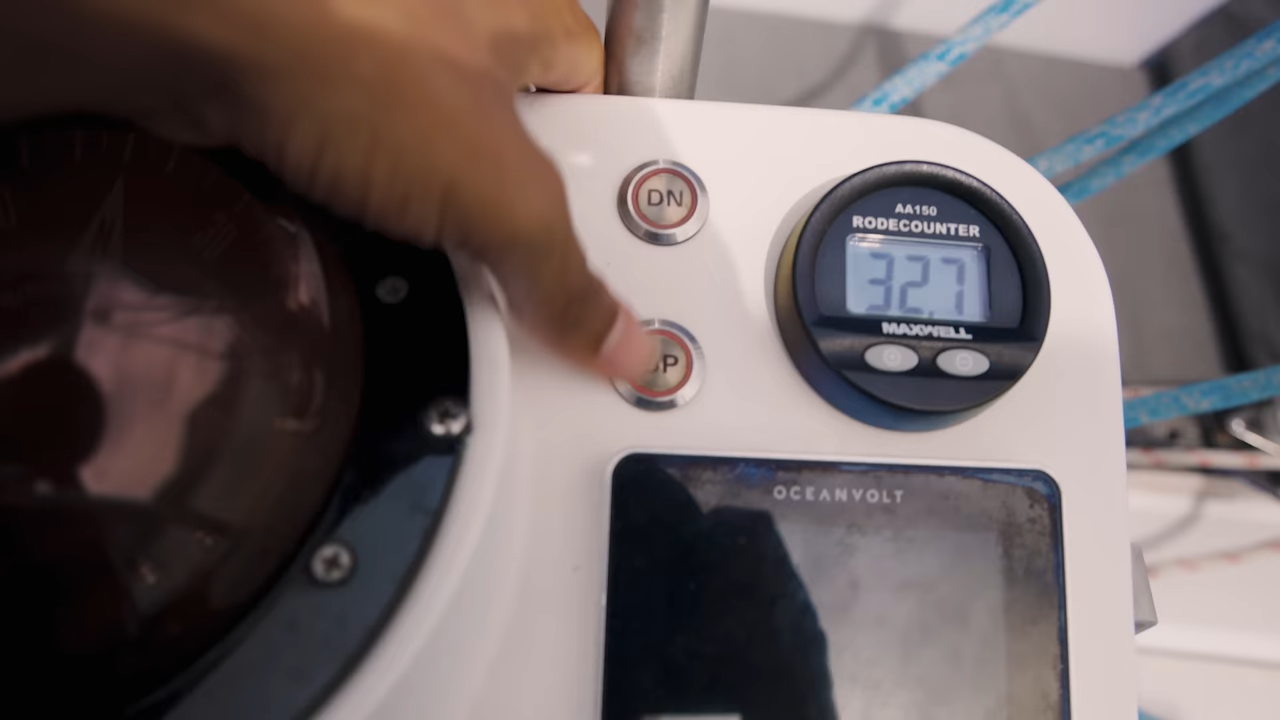 DN
AA150
RODECOUNTER
32.7
MAXWELL
OCEANVOLT